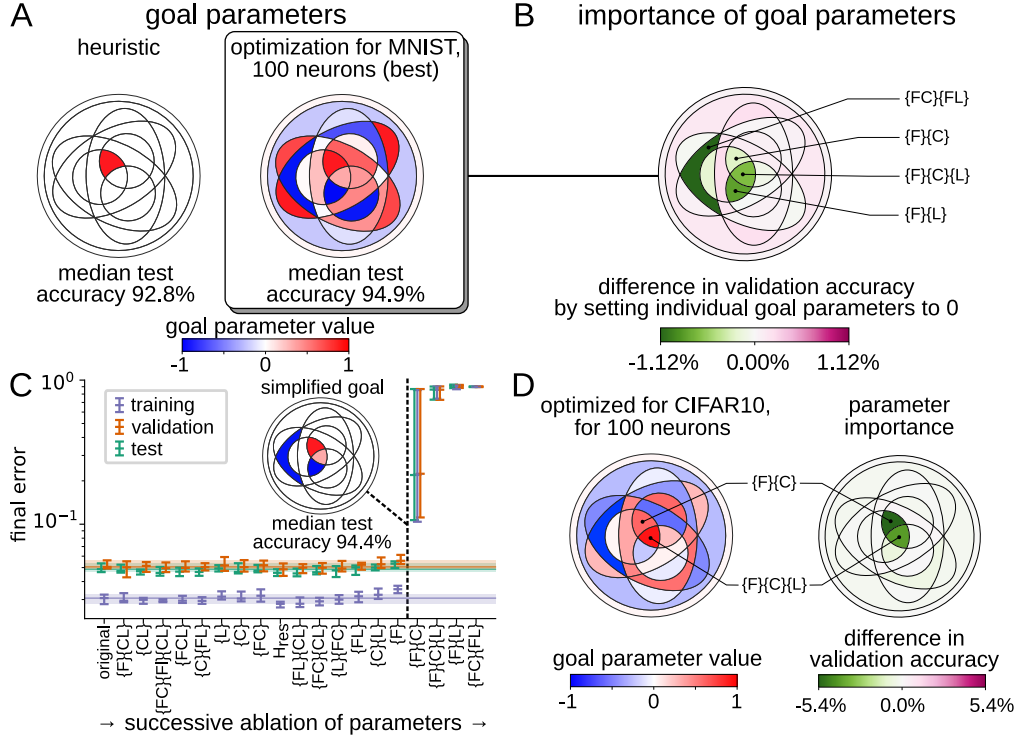 A
goal parameters
heuristic
optimization for MNIST,
100 neurons (best)
median test
accuracy 92.8%
median test
accuracy 94.9%
goal parameter value
-1
0
1
B
importance of goal parameters
{FC}{FL}
{F}{C}
{F}{C}{L}
{F}{L}
difference in validation accuracy
by setting individual goal parameters to 0
-1.12%
0.00%
1.12%
C
10⁰
10⁻¹
final error
training
validation
test
simplified goal
median test
accuracy 94.4%
original
{F}{CL}
{CL}
{FC}{Fl}{CL}
{FCL}
{C}{FL}
{L}
{C}
{FC}
Hres
{FL}{CL}
{FC}{CL}
{L}{FC}
{FL}
{C}{L}
{F}
{F}{C}
{F}{C}{L}
{F}{L}
{FC}{FL}
→ successive ablation of parameters →
D
optimized for CIFAR10,
for 100 neurons
parameter
importance
{F}{C}
{F}{C}{L}
goal parameter value
-1
0
1
difference in
validation accuracy
-5.4%
0.0%
5.4%